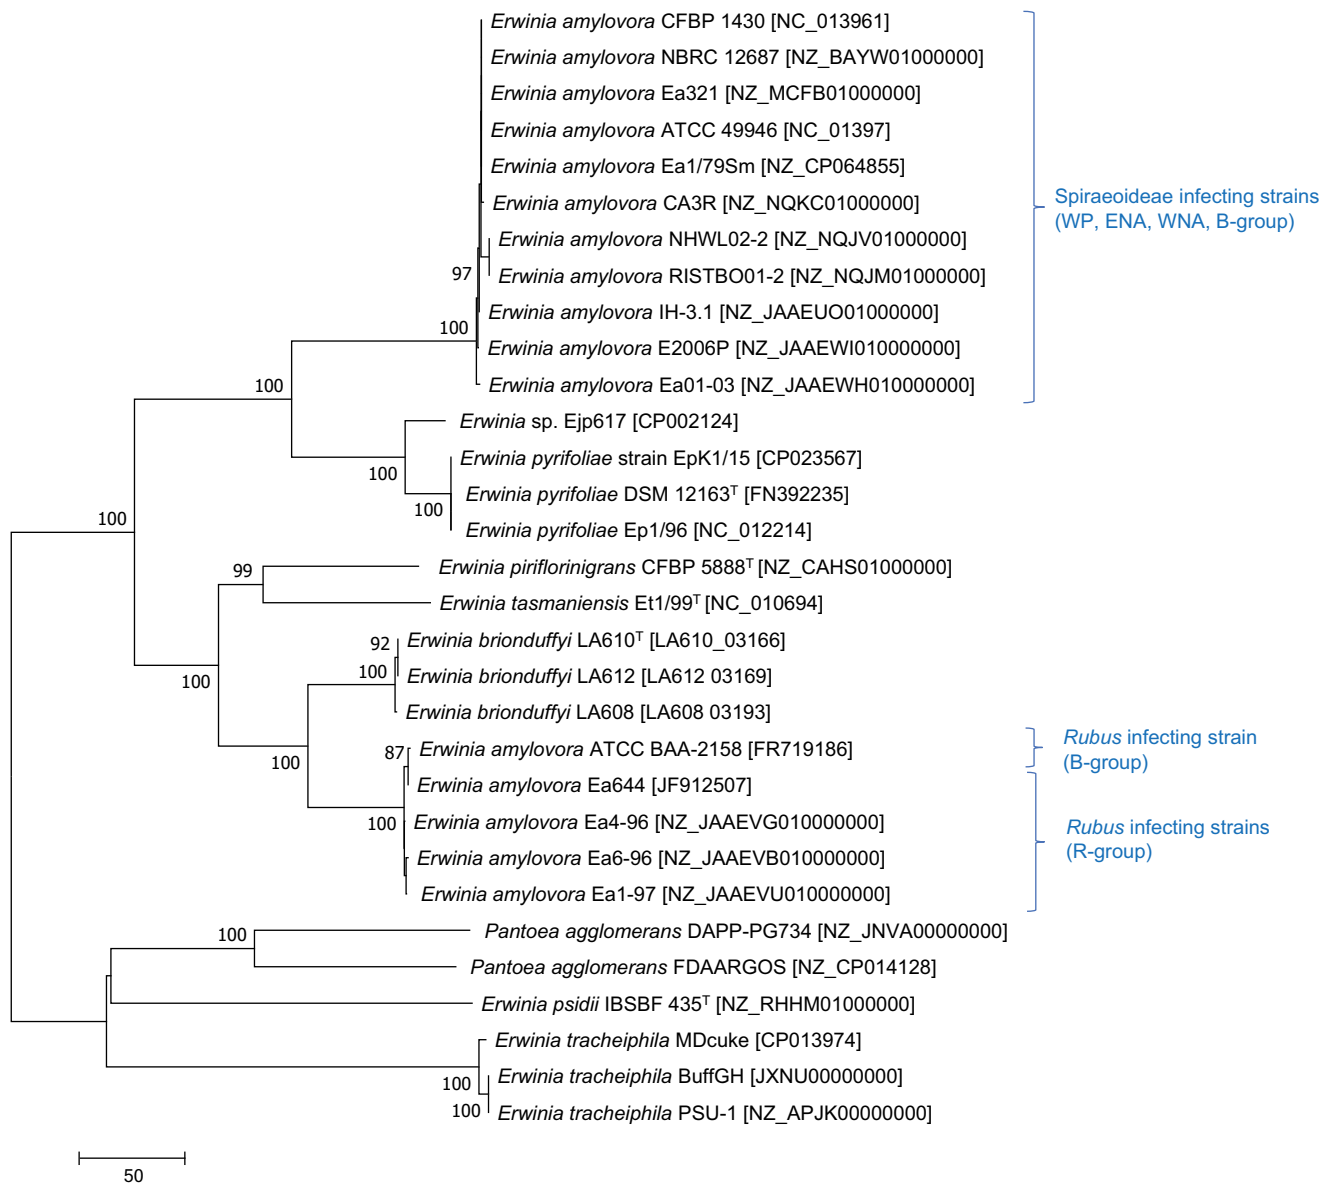 Erwinia amylovora CFBP 1430 [NC_013961]
Erwinia amylovora NBRC 12687 [NZ_BAYW01000000]
Erwinia amylovora Ea321 [NZ_MCFB01000000]
Erwinia amylovora ATCC 49946 [NC_01397]
Erwinia amylovora Ea1/79Sm [NZ_CP064855]
Erwinia amylovora CA3R [NZ_NQKC01000000]
Erwinia amylovora NHWL02-2 [NZ_NQJV01000000]
Erwinia amylovora RISTBO01-2 [NZ_NQJM01000000]
Erwinia amylovora IH-3.1 [NZ_JAAEUO01000000]
Erwinia amylovora E2006P [NZ_JAAEWI010000000]
Erwinia amylovora Ea01-03 [NZ_JAAEWH010000000]
Spiraeoideae infecting strains
(WP, ENA, WNA, B-group)
97
100
100
Erwinia sp. Ejp617 [CP002124]
Erwinia pyrifoliae strain EpK1/15 [CP023567]
Erwinia pyrifoliae DSM 12163ᵀ [FN392235]
Erwinia pyrifoliae Ep1/96 [NC_012214]
100
100
100
Erwinia piriflorinigrans CFBP 5888ᵀ [NZ_CAHS01000000]
Erwinia tasmaniensis Et1/99ᵀ [NC_010694]
99
100
Erwinia brionduffyi LA610ᵀ [LA610_03166]
Erwinia brionduffyi LA612 [LA612 03169]
Erwinia brionduffyi LA608 [LA608 03193]
92
100
100
Erwinia amylovora ATCC BAA-2158 [FR719186]
Rubus infecting strain
(B-group)
Erwinia amylovora Ea644 [JF912507]
Erwinia amylovora Ea4-96 [NZ_JAAEVG010000000]
Erwinia amylovora Ea6-96 [NZ_JAAEVB010000000]
Erwinia amylovora Ea1-97 [NZ_JAAEVU010000000]
Rubus infecting strains
(R-group)
87
100
Pantoea agglomerans DAPP-PG734 [NZ_JNVA00000000]
Pantoea agglomerans FDAARGOS [NZ_CP014128]
100
Erwinia psidii IBSBF 435ᵀ [NZ_RHHM01000000]
Erwinia tracheiphila MDcuke [CP013974]
Erwinia tracheiphila BuffGH [JXNU00000000]
Erwinia tracheiphila PSU-1 [NZ_APJK00000000]
100
100
50